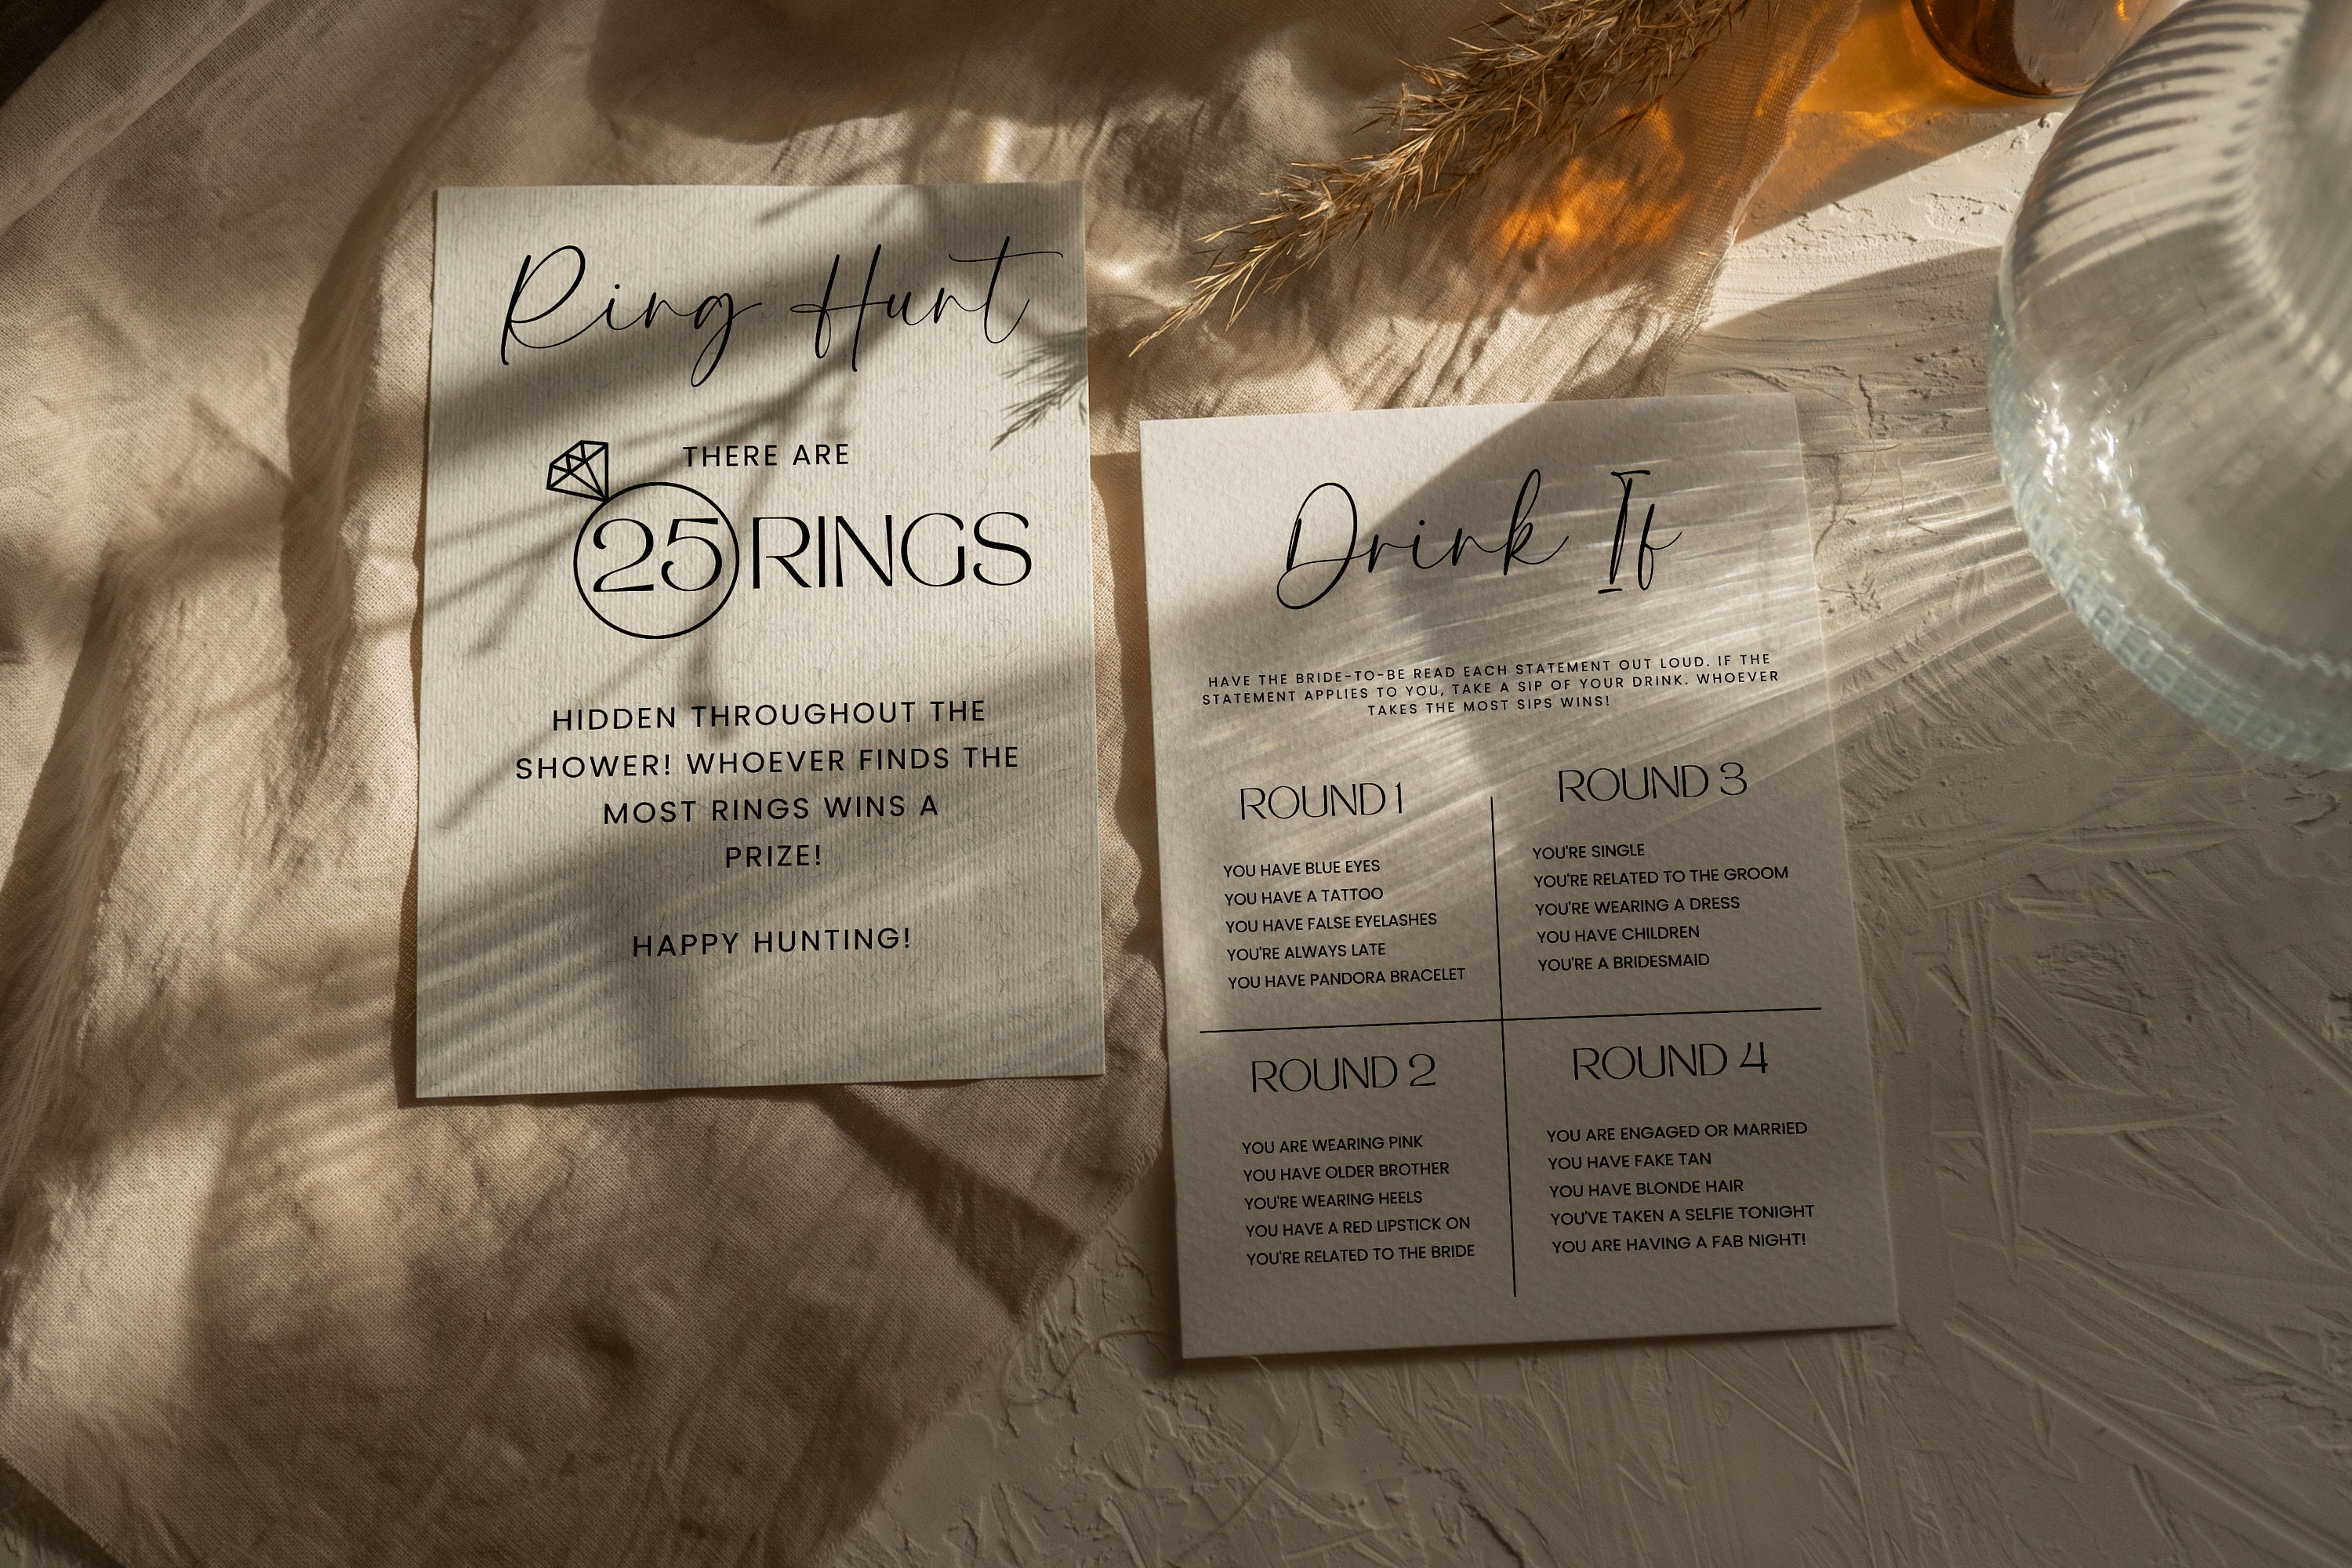 Ring Hunt
THERE ARE
25 RINGS
HIDDEN THROUGHOUT THE
SHOWER! WHOEVER FINDS THE
MOST RINGS WINS A
PRIZE!
HAPPY HUNTING!
Drink If
HAVE THE BRIDE-TO-BE READ EACH STATEMENT OUT LOUD. IF THE
STATEMENT APPLIES TO YOU, TAKE A SIP OF YOUR DRINK. WHOEVER
TAKES THE MOST SIPS WINS!
ROUND 1
YOU HAVE BLUE EYES
YOU HAVE A TATTOO
YOU HAVE FALSE EYELASHES
YOU'RE ALWAYS LATE
YOU HAVE PANDORA BRACELET
ROUND 2
YOU ARE WEARING PINK
YOU HAVE OLDER BROTHER
YOU'RE WEARING HEELS
YOU HAVE A RED LIPSTICK ON
YOU'RE RELATED TO THE BRIDE
ROUND 3
YOU'RE SINGLE
YOU'RE RELATED TO THE GROOM
YOU'RE WEARING A DRESS
YOU HAVE CHILDREN
YOU'RE A BRIDESMAID
ROUND 4
YOU ARE ENGAGED OR MARRIED
YOU HAVE FAKE TAN
YOU HAVE BLONDE HAIR
YOU'VE TAKEN A SELFIE TONIGHT
YOU ARE HAVING A FAB NIGHT!